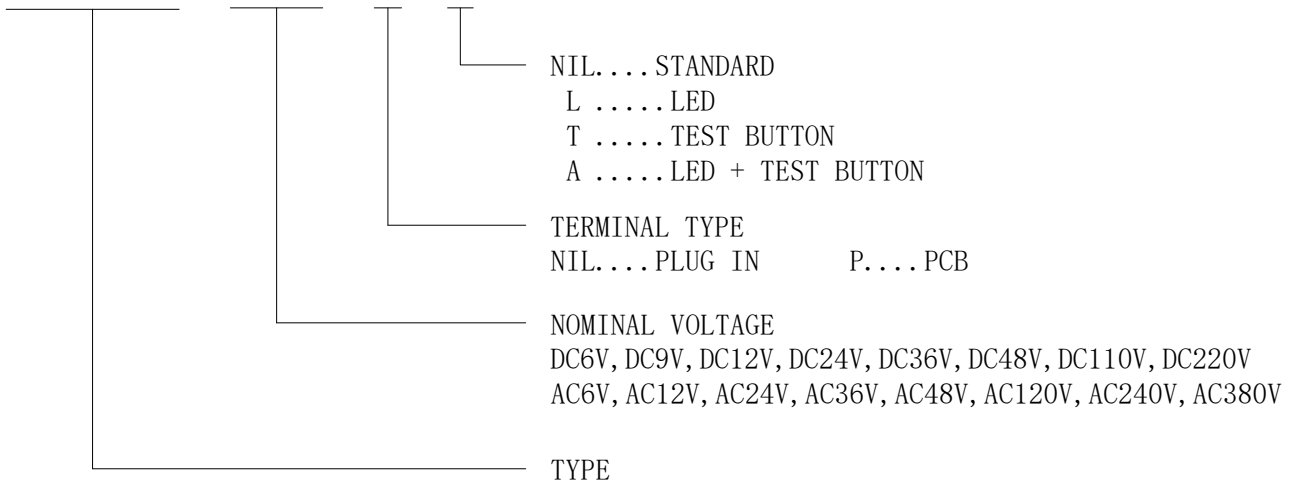 NIL....STANDARD
L .....LED
T .....TEST BUTTON
A .....LED + TEST BUTTON
TERMINAL TYPE
NIL....PLUG IN      P....PCB
NOMINAL VOLTAGE
DC6V,DC9V,DC12V,DC24V,DC36V,DC48V,DC110V,DC220V
AC6V,AC12V,AC24V,AC36V,AC48V,AC120V,AC240V,AC380V
TYPE